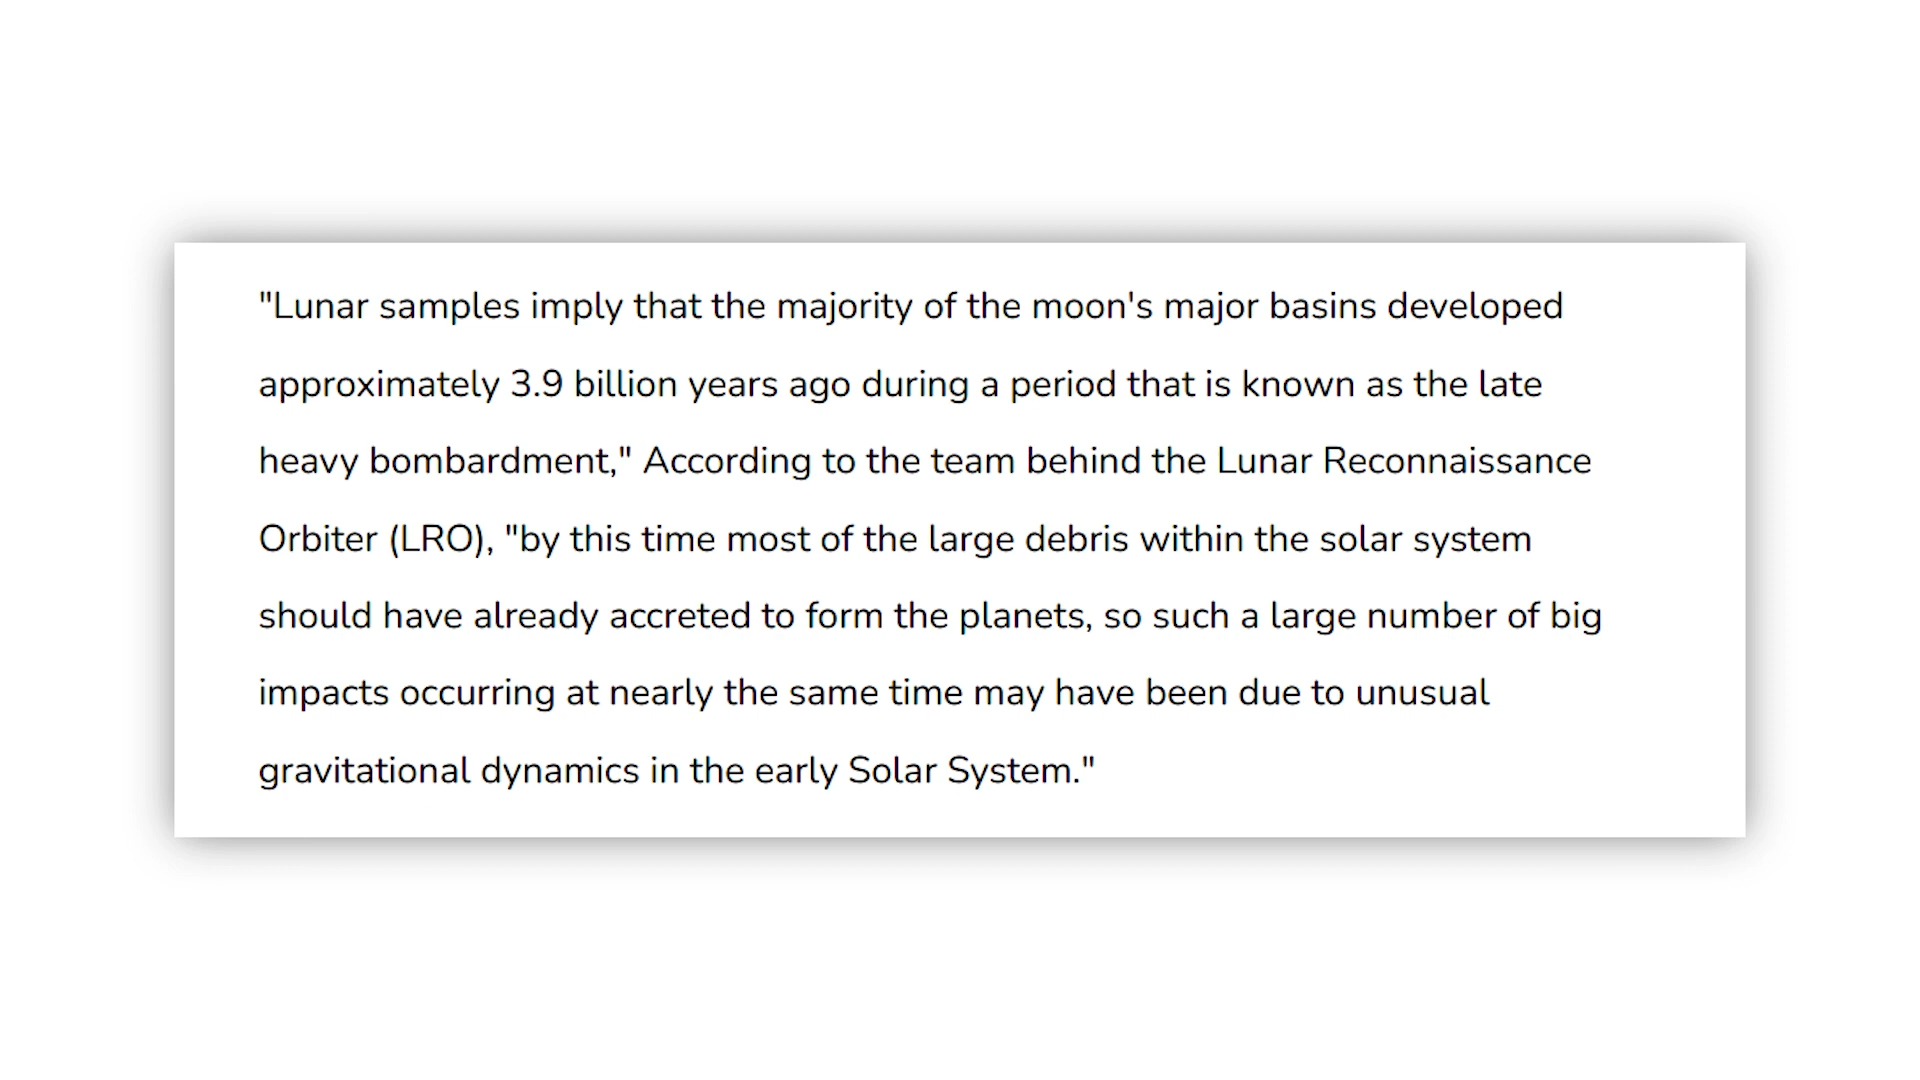 "Lunar samples imply that the majority of the moon's major basins developed
approximately 3.9 billion years ago during a period that is known as the late
heavy bombardment," According to the team behind the Lunar Reconnaissance
Orbiter (LRO), "by this time most of the large debris within the solar system
should have already accreted to form the planets, so such a large number of big
impacts occurring at nearly the same time may have been due to unusual
gravitational dynamics in the early Solar System."